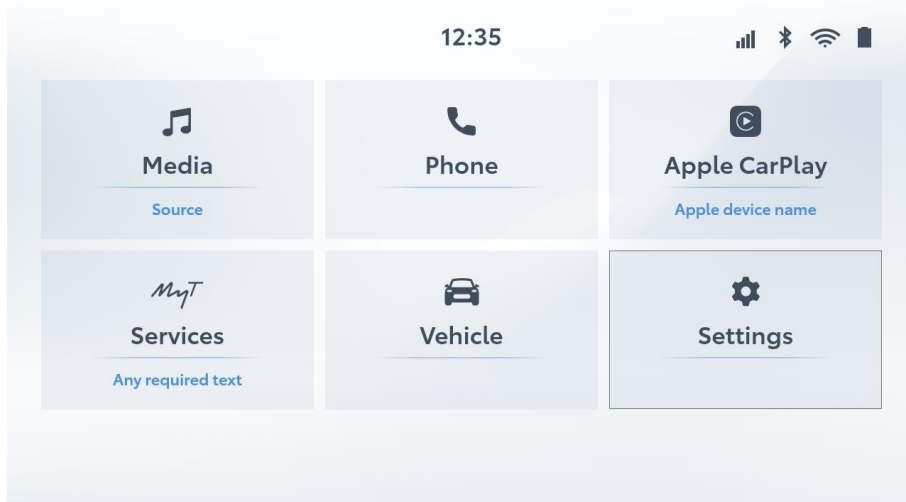 12:35
Media
Source
Phone
Apple CarPlay
Apple device name
MyT
Services
Any required text
Vehicle
Settings